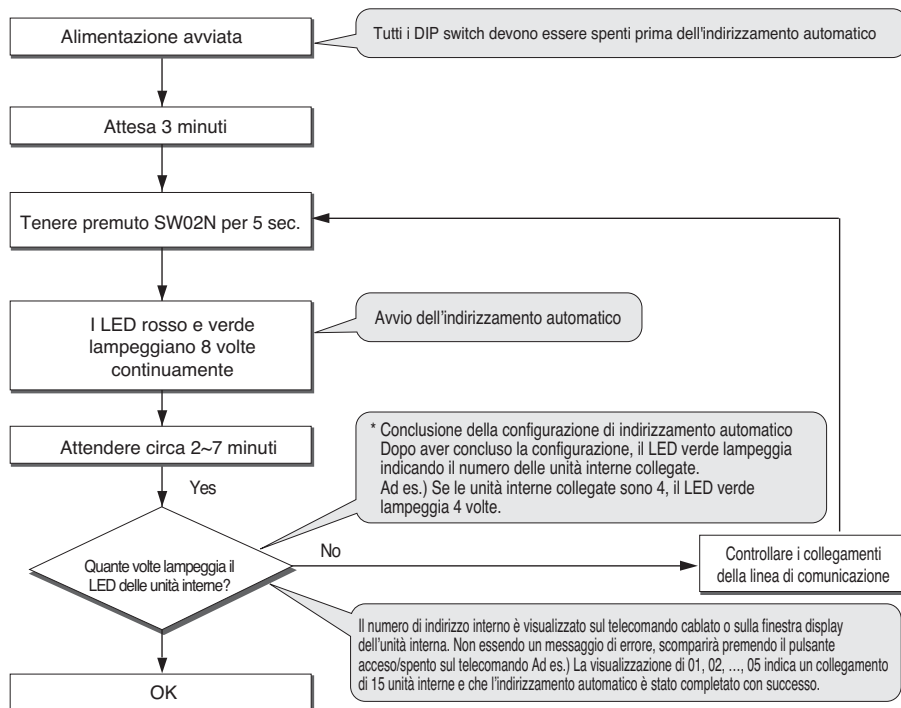 Alimentazione avviata
Tutti i DIP switch devono essere spenti prima dell'indirizzamento automatico
Attesa 3 minuti
Tenere premuto SW02N per 5 sec.
I LED rosso e verde
lampeggiano 8 volte
continuamente
Avvio dell'indirizzamento automatico
Attendere circa 2~7 minuti
* Conclusione della configurazione di indirizzamento automatico
Dopo aver concluso la configurazione, il LED verde lampeggia
indicando il numero delle unità interne collegate.
Ad es.) Se le unità interne collegate sono 4, il LED verde
lampeggia 4 volte.
Yes
Quante volte lampeggia il
LED delle unità interne?
No
Controllare i collegamenti
della linea di comunicazione
Il numero di indirizzo interno è visualizzato sul telecomando cablato o sulla finestra display
dell'unità interna. Non essendo un messaggio di errore, scomparirà premendo il pulsante
acceso/spento sul telecomando Ad es.) La visualizzazione di 01, 02, ..., 05 indica un collegamento
di 15 unità interne e che l'indirizzamento automatico è stato completato con successo.
OK